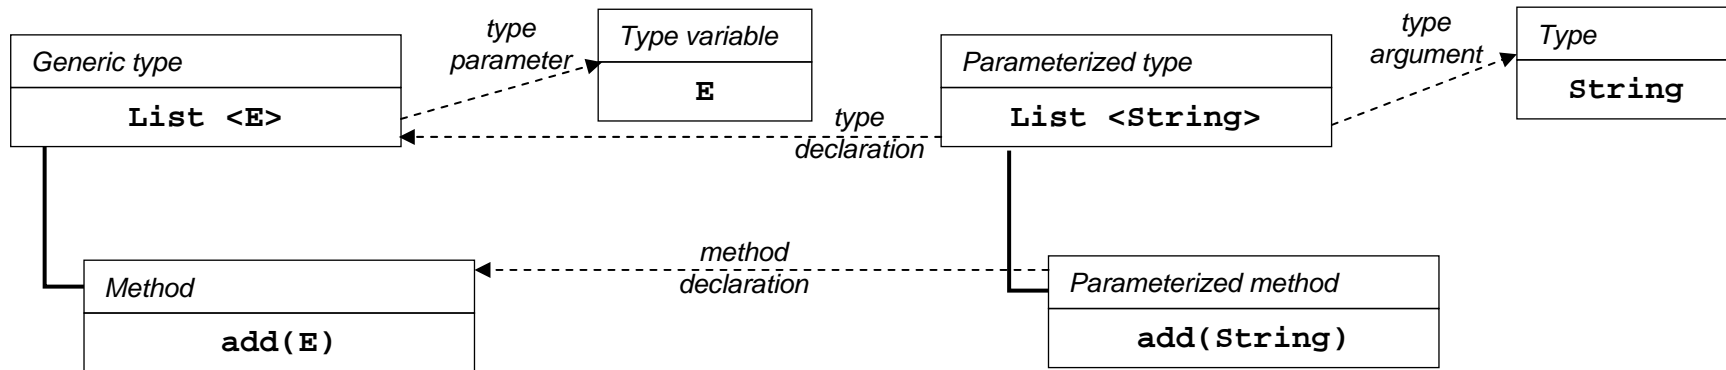 Generic type
List <E>
type
parameter
Type variable
E
type
declaration
Parameterized type
List <String>
type
argument
Type
String
Method
add(E)
method
declaration
Parameterized method
add(String)